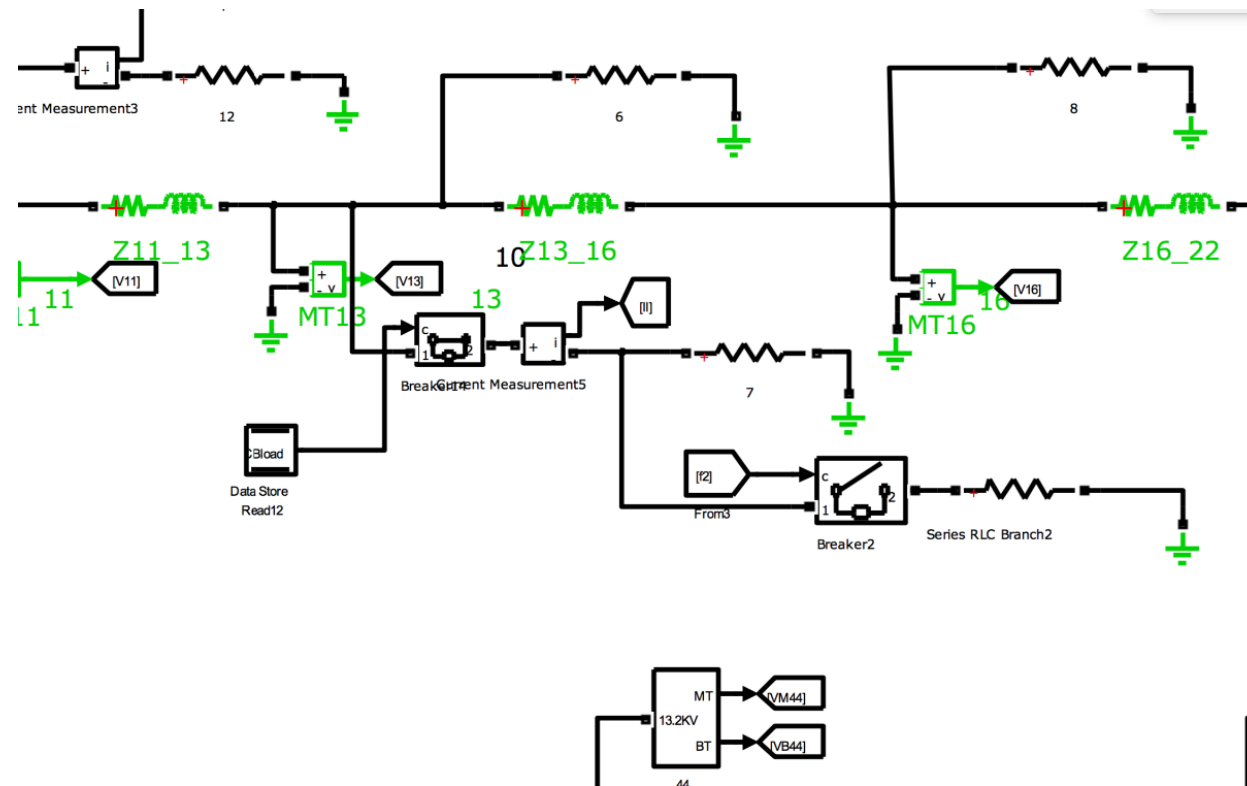 + i
-
ent Measurement3
12
6
8
Z11_13
10
Z13_16
Z16_22
[V11]
11
11
+
- v
[V13]
MT13
13
[II]
+
- v
[V16]
16
MT16
c
1 2
Breaker14
+ i
-
Current Measurement5
7
CBload
Data Store
Read12
[f2]
From3
c
1 2
Breaker2
Series RLC Branch2
MT
13.2KV
BT
[VM44]
[VB44]
44